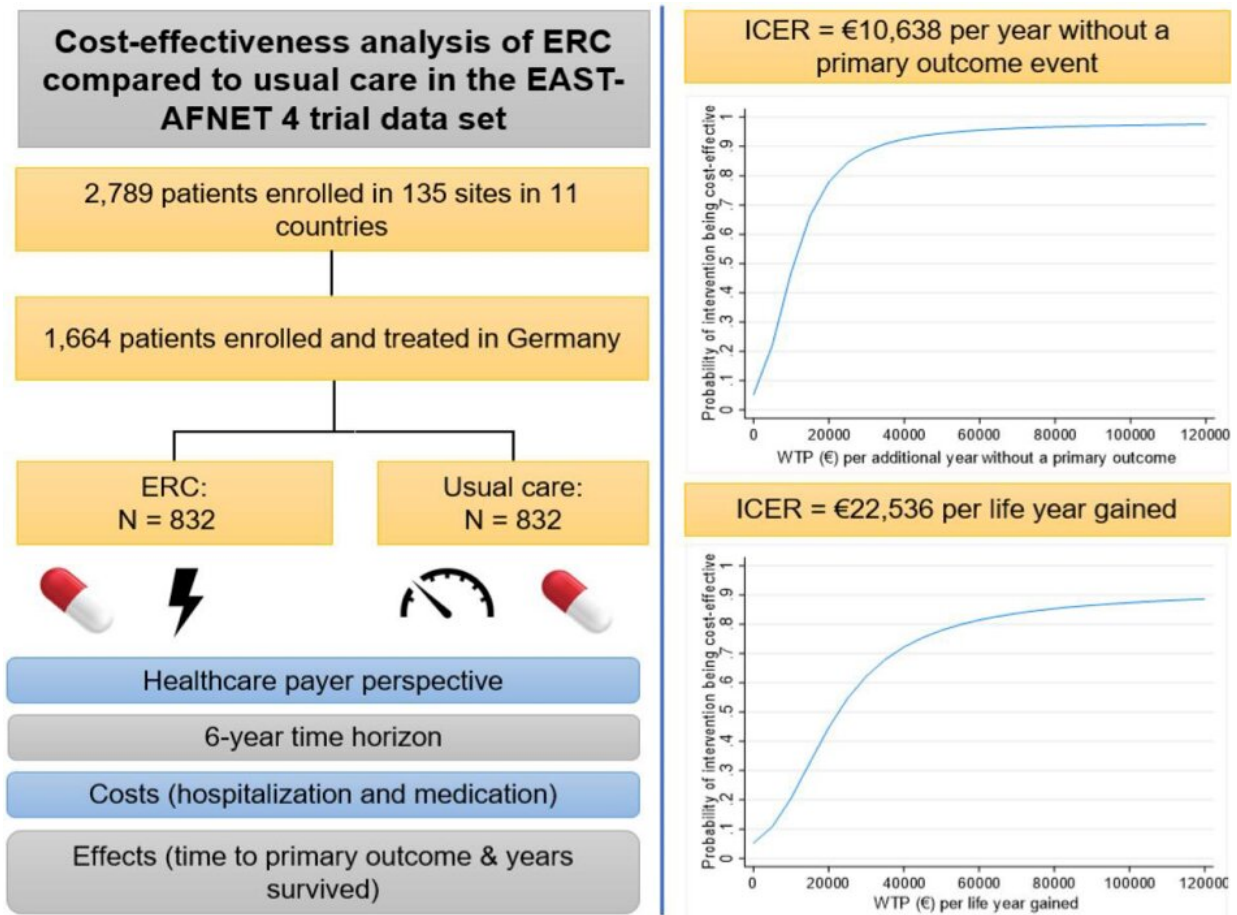 Cost-effectiveness analysis of ERC
compared to usual care in the EAST-
AFNET 4 trial data set
2,789 patients enrolled in 135 sites in 11
countries
1,664 patients enrolled and treated in Germany
ERC:
N = 832
Usual care:
N = 832
Healthcare payer perspective
6-year time horizon
Costs (hospitalization and medication)
Effects (time to primary outcome & years
survived)
ICER = €10,638 per year without a
primary outcome event
Probability of intervention being cost-effective
1
.9
.8
.7
.6
.5
.4
.3
.2
.1
0
0 20000 40000 60000 80000 100000 120000
WTP (€) per additional year without a primary outcome
ICER = €22,536 per life year gained
Probability of intervention being cost-effective
1
.9
.8
.7
.6
.5
.4
.3
.2
.1
0
0 20000 40000 60000 80000 100000 120000
WTP (€) per life year gained